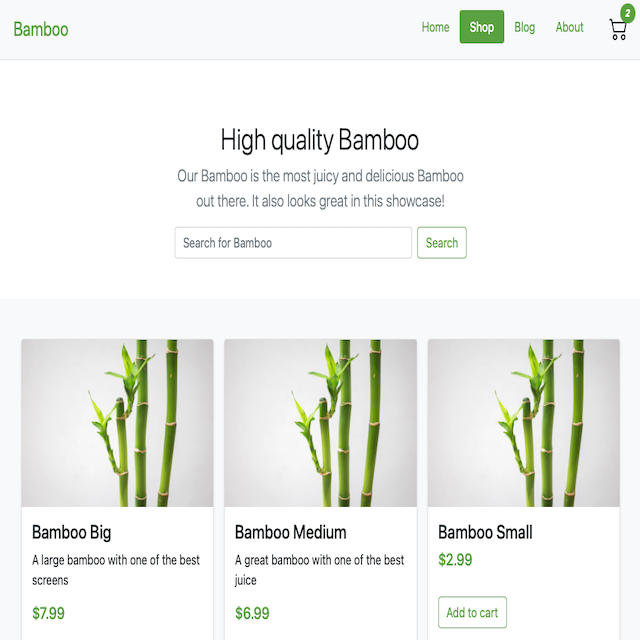 Bamboo
Home Shop Blog About 2
High quality Bamboo
Our Bamboo is the most juicy and delicious Bamboo
out there. It also looks great in this showcase!
Search for Bamboo Search
Bamboo Big
A large bamboo with one of the best
screens
$7.99
Bamboo Medium
A great bamboo with one of the best
juice
$6.99
Bamboo Small
$2.99
Add to cart